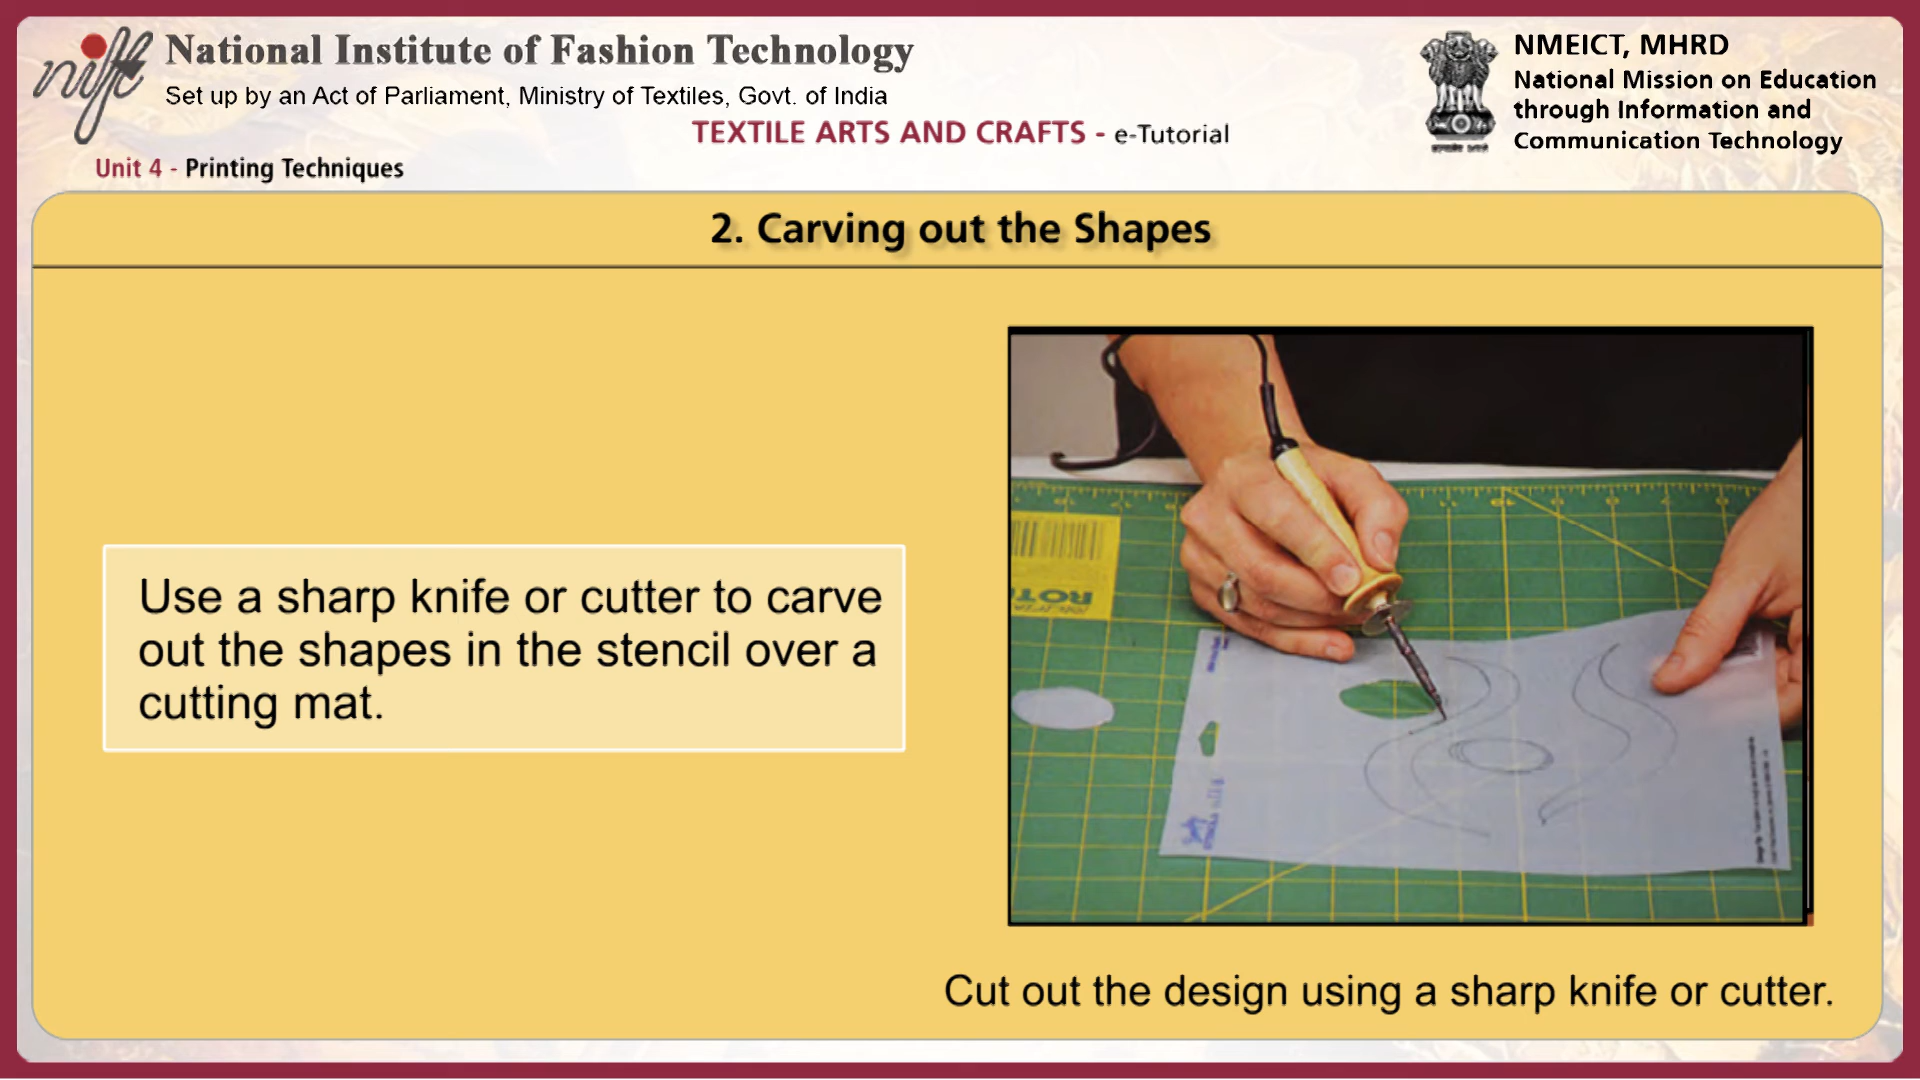 nift
National Institute of Fashion Technology
Set up by an Act of Parliament, Ministry of Textiles, Govt. of India
TEXTILE ARTS AND CRAFTS - e-Tutorial
Unit 4 - Printing Techniques
NMEICT, MHRD
National Mission on Education
through Information and
Communication Technology
2. Carving out the Shapes
Use a sharp knife or cutter to carve
out the shapes in the stencil over a
cutting mat.
Cut out the design using a sharp knife or cutter.